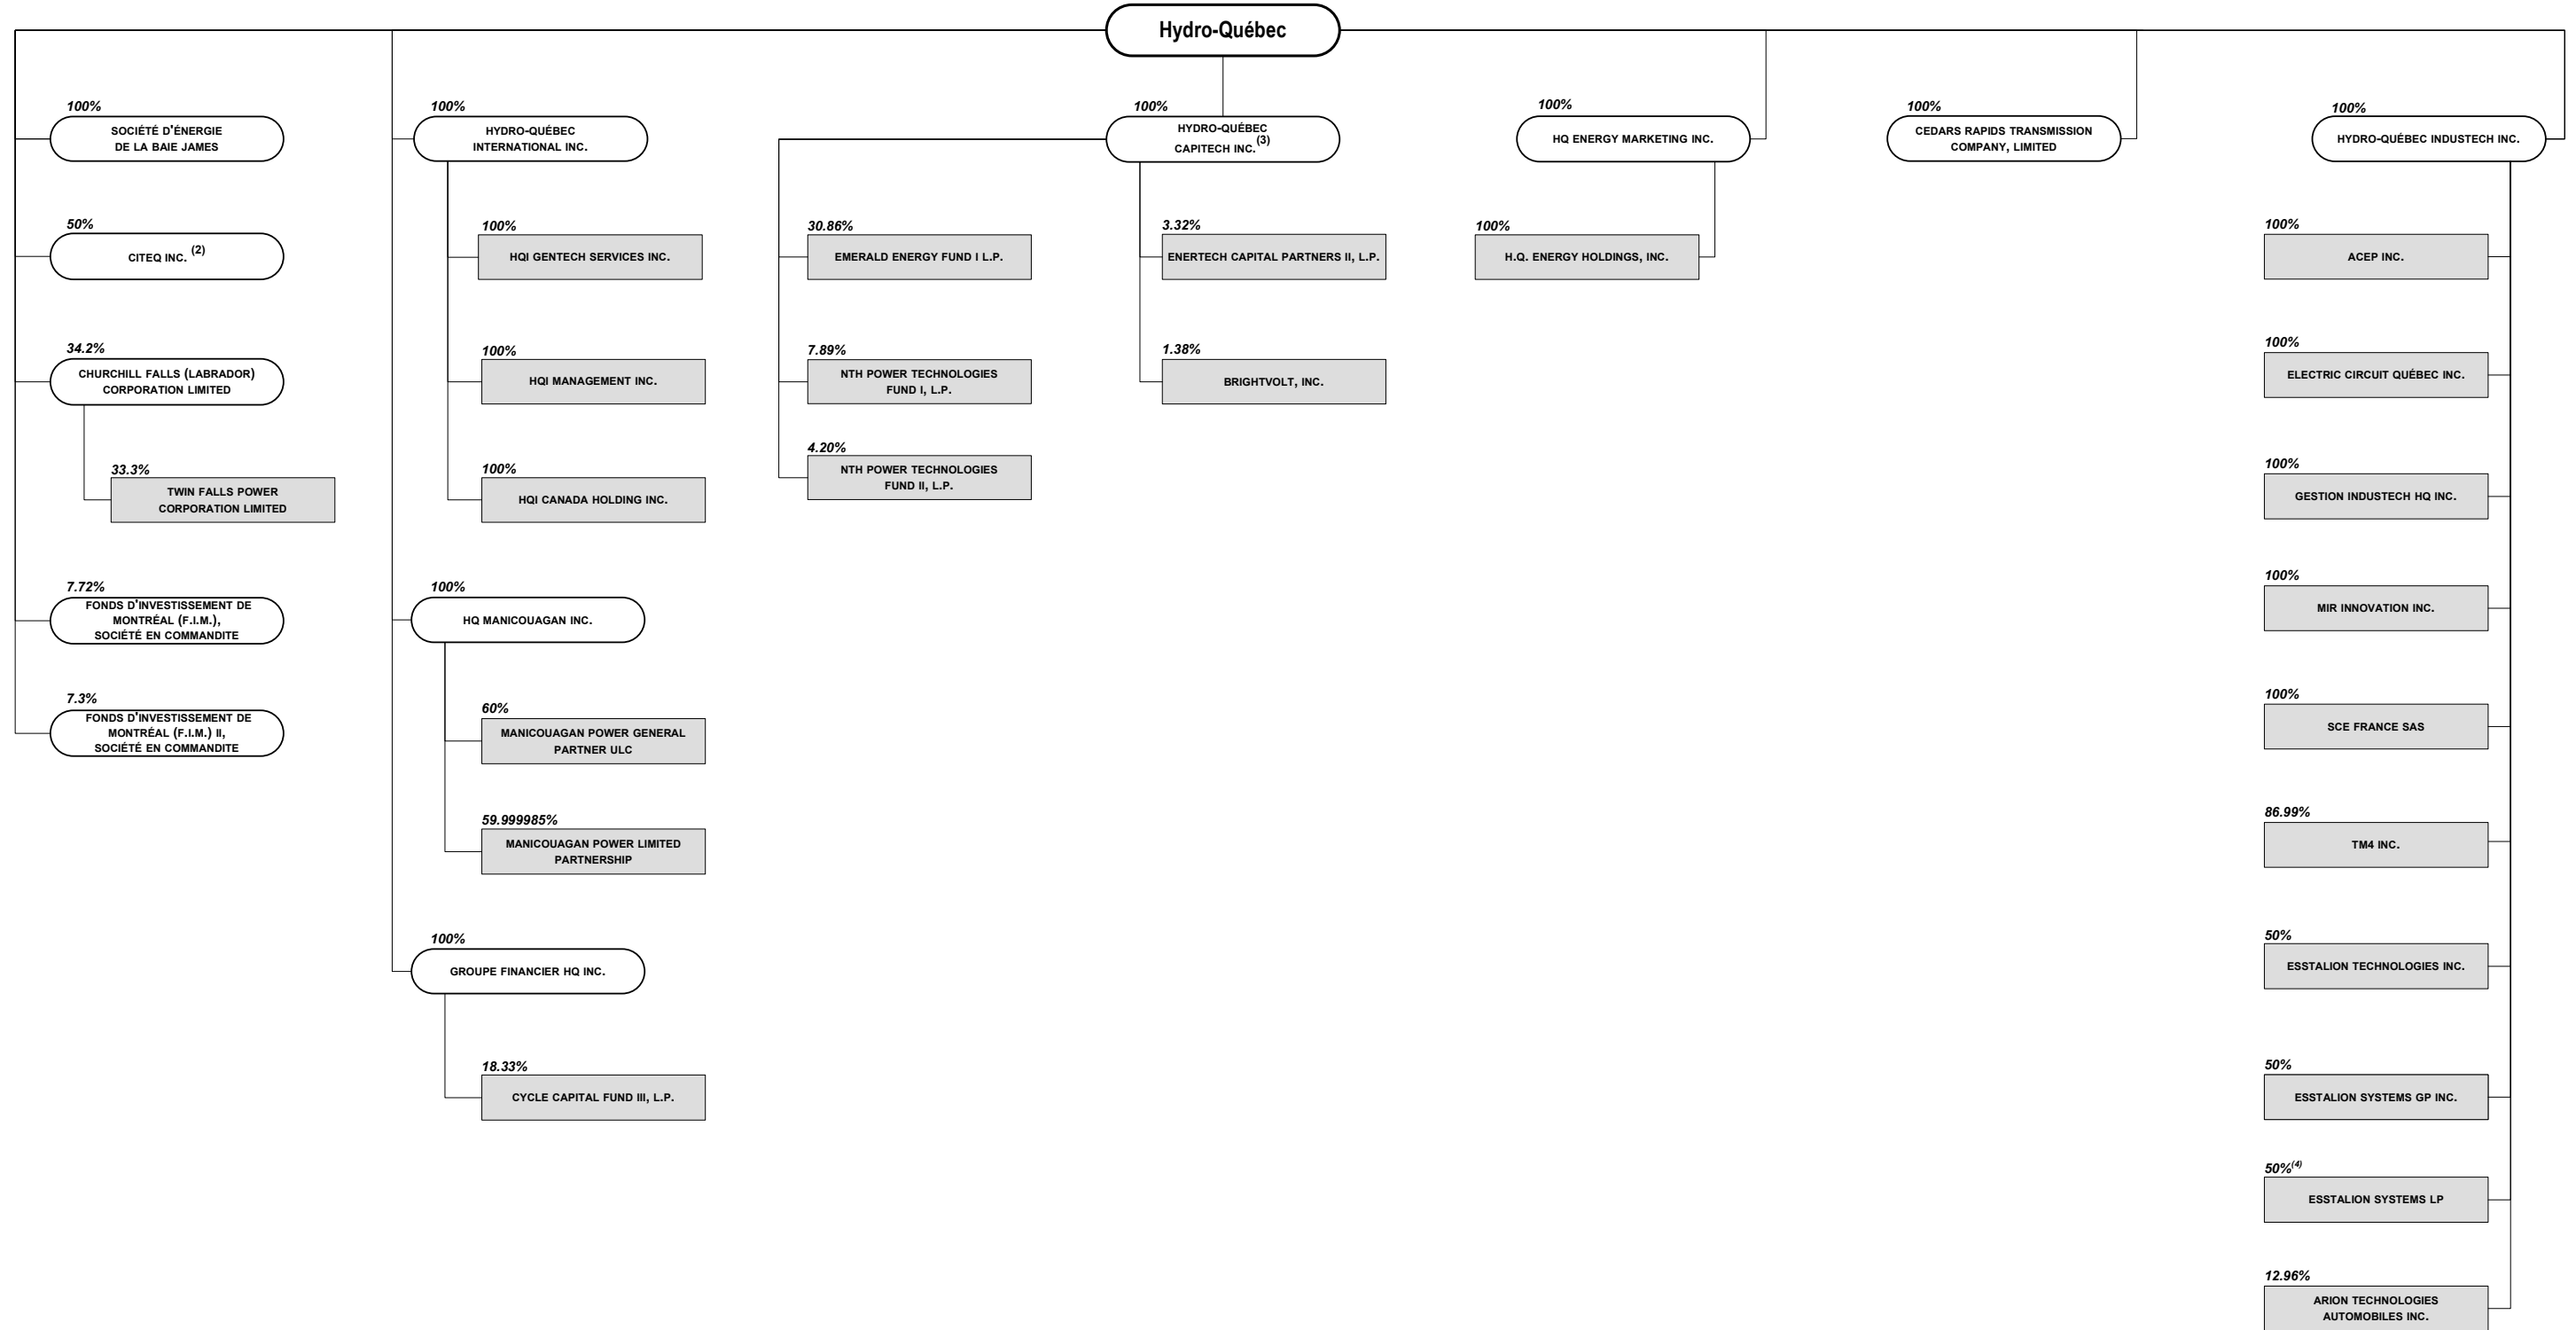 Hydro-Québec
100%
SOCIÉTÉ D'ÉNERGIE
DE LA BAIE JAMES
50%
CITEQ INC. (2)
34.2%
CHURCHILL FALLS (LABRADOR)
CORPORATION LIMITED
33.3%
TWIN FALLS POWER
CORPORATION LIMITED
7.72%
FONDS D'INVESTISSEMENT DE
MONTRÉAL (F.I.M.),
SOCIÉTÉ EN COMMANDITE
7.3%
FONDS D'INVESTISSEMENT DE
MONTRÉAL (F.I.M.) II,
SOCIÉTÉ EN COMMANDITE
100%
HYDRO-QUÉBEC
INTERNATIONAL INC.
100%
HQI GENTECH SERVICES INC.
100%
HQI MANAGEMENT INC.
100%
HQI CANADA HOLDING INC.
100%
HQ MANICOUAGAN INC.
60%
MANICOUAGAN POWER GENERAL
PARTNER ULC
59.999985%
MANICOUAGAN POWER LIMITED
PARTNERSHIP
100%
GROUPE FINANCIER HQ INC.
18.33%
CYCLE CAPITAL FUND III, L.P.
100%
HYDRO-QUÉBEC
CAPITECH INC. (3)
30.86%
EMERALD ENERGY FUND I L.P.
7.89%
NTH POWER TECHNOLOGIES
FUND I, L.P.
4.20%
NTH POWER TECHNOLOGIES
FUND II, L.P.
3.32%
ENERTECH CAPITAL PARTNERS II, L.P.
1.38%
BRIGHTVOLT, INC.
100%
HQ ENERGY MARKETING INC.
100%
H.Q. ENERGY HOLDINGS, INC.
100%
CEDARS RAPIDS TRANSMISSION
COMPANY, LIMITED
100%
HYDRO-QUÉBEC INDUSTECH INC.
100%
ACEP INC.
100%
ELECTRIC CIRCUIT QUÉBEC INC.
100%
GESTION INDUSTECH HQ INC.
100%
MIR INNOVATION INC.
100%
SCE FRANCE SAS
86.99%
TM4 INC.
50%
ESSTALION TECHNOLOGIES INC.
50%
ESSTALION SYSTEMS GP INC.
50%(4)
ESSTALION SYSTEMS LP
12.96%
ARION TECHNOLOGIES
AUTOMOBILES INC.